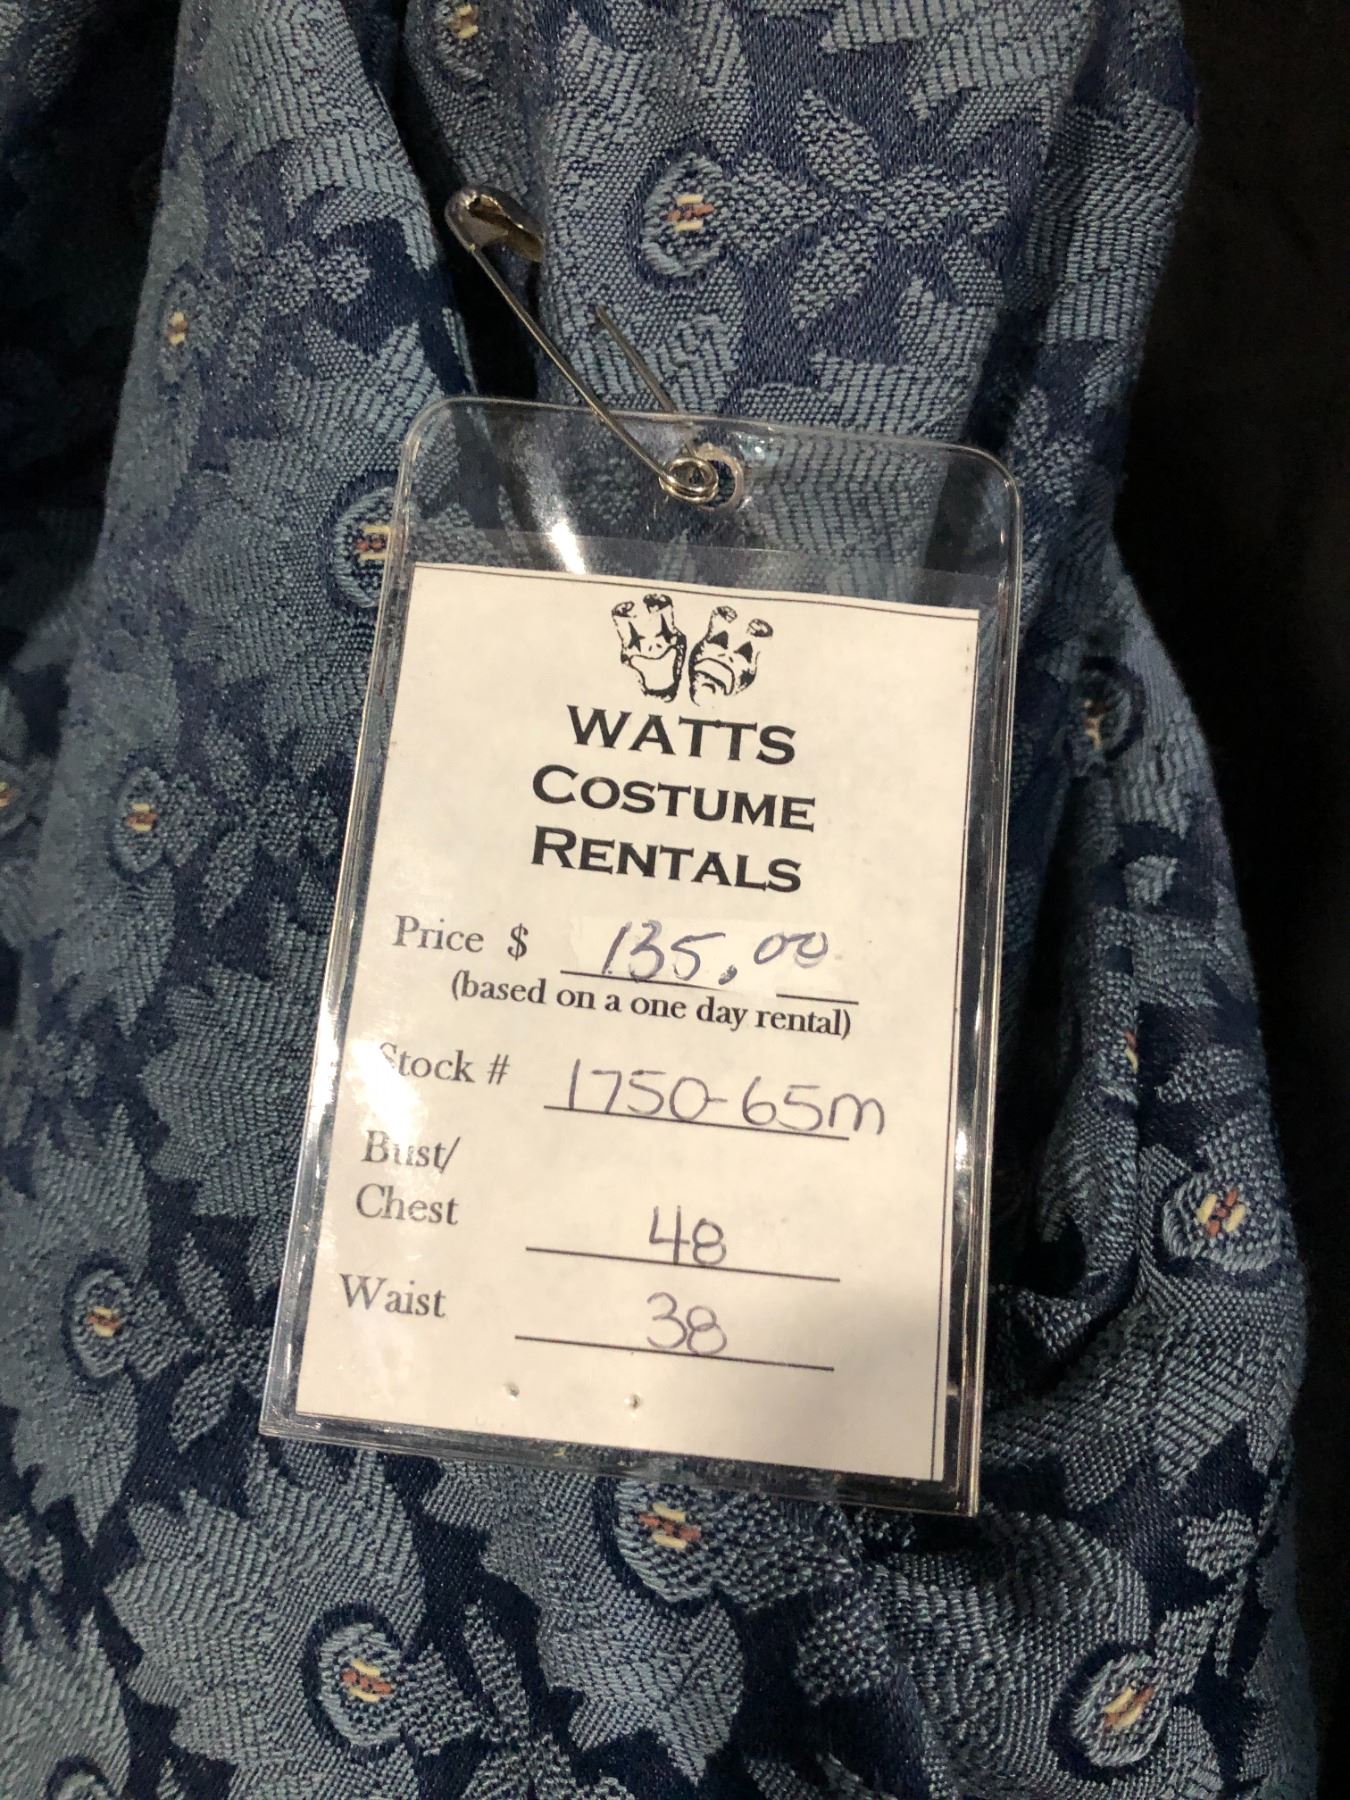 WATTS
COSTUME
RENTALS
Price $ 135.00
(based on a one day rental)
Stock # 1750-65m
Bust/
Chest 48
Waist 38